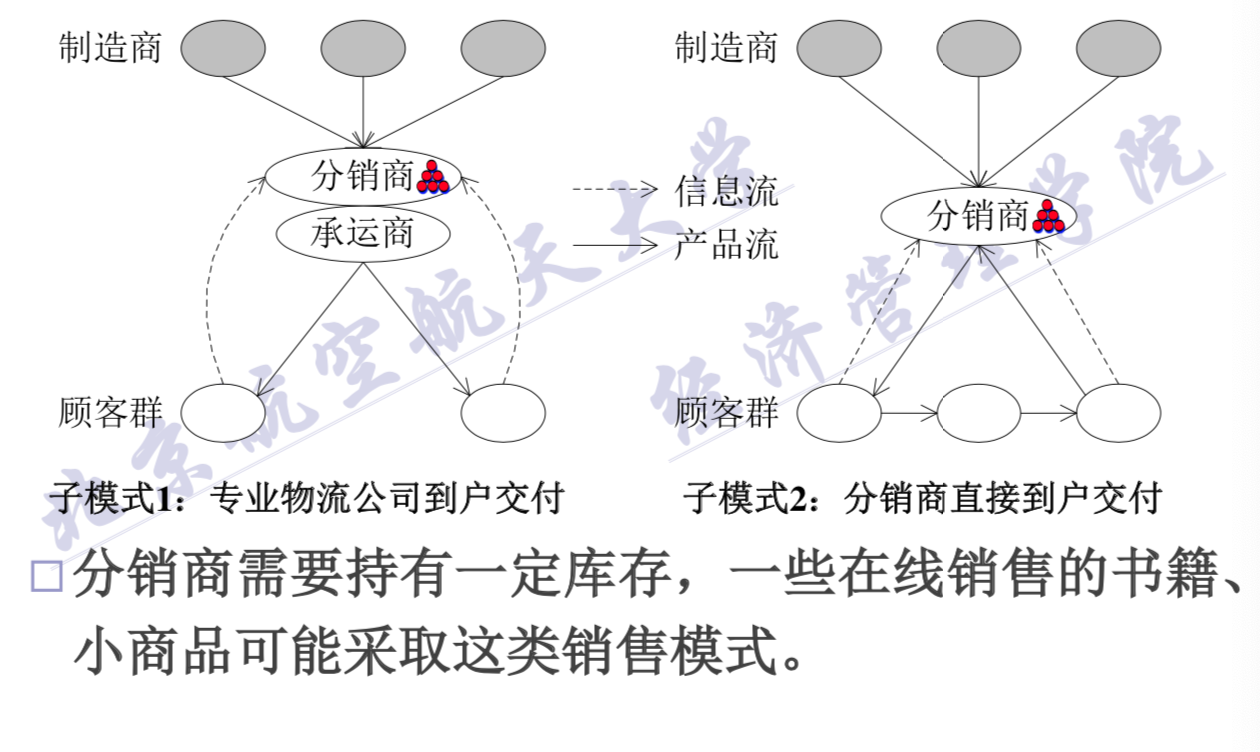 制造商
分销商
承运商
顾客群
信息流
产品流
制造商
分销商
顾客群
子模式1：专业物流公司到户交付
子模式2：分销商直接到户交付
分销商需要持有一定库存，一些在线销售的书籍、
小商品可能采取这类销售模式。
北京航空航天大学
经济管理学院